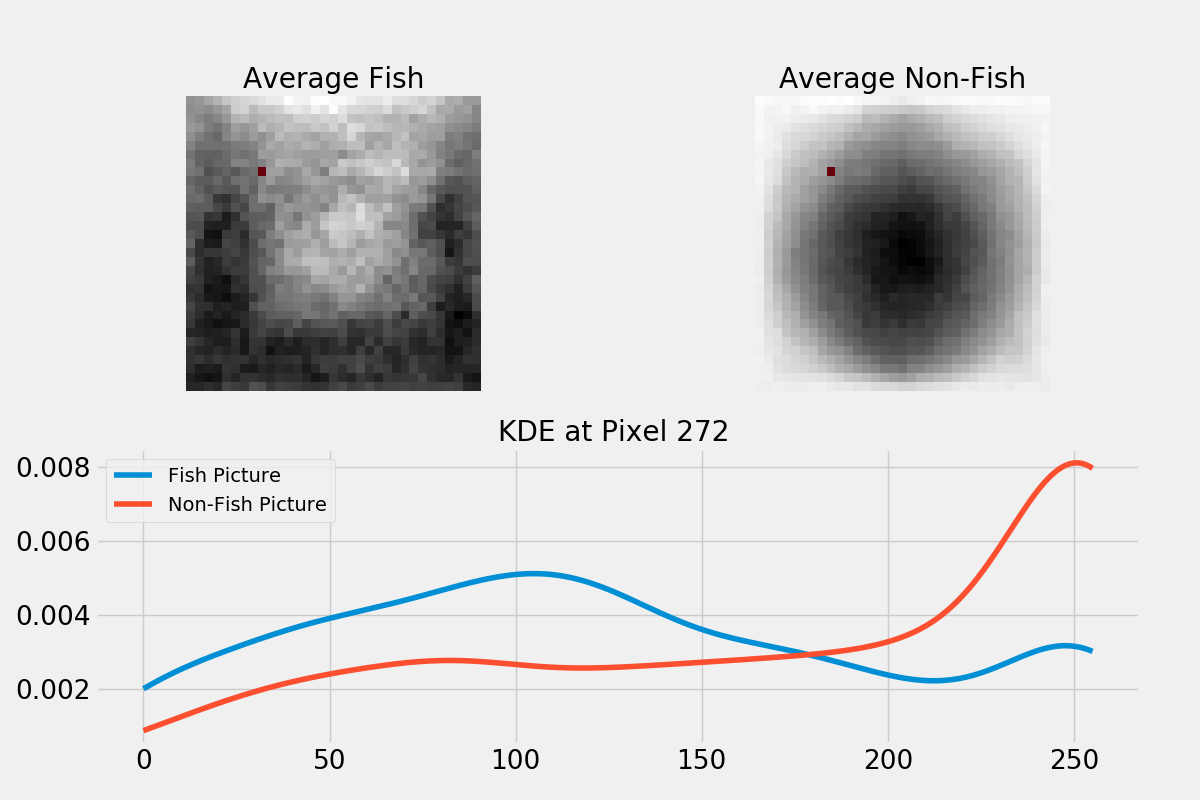 Average Fish
Average Non-Fish
KDE at Pixel 272
Fish Picture
Non-Fish Picture
0.008
0.006
0.004
0.002
0 50 100 150 200 250